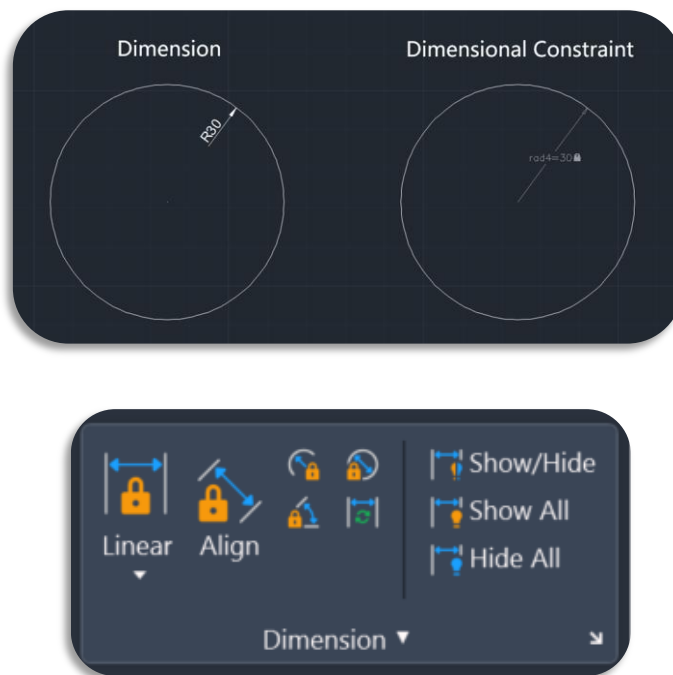 Dimension
Dimensional Constraint
R30
rad4=30
Linear
Align
Show/Hide
Show All
Hide All
Dimension